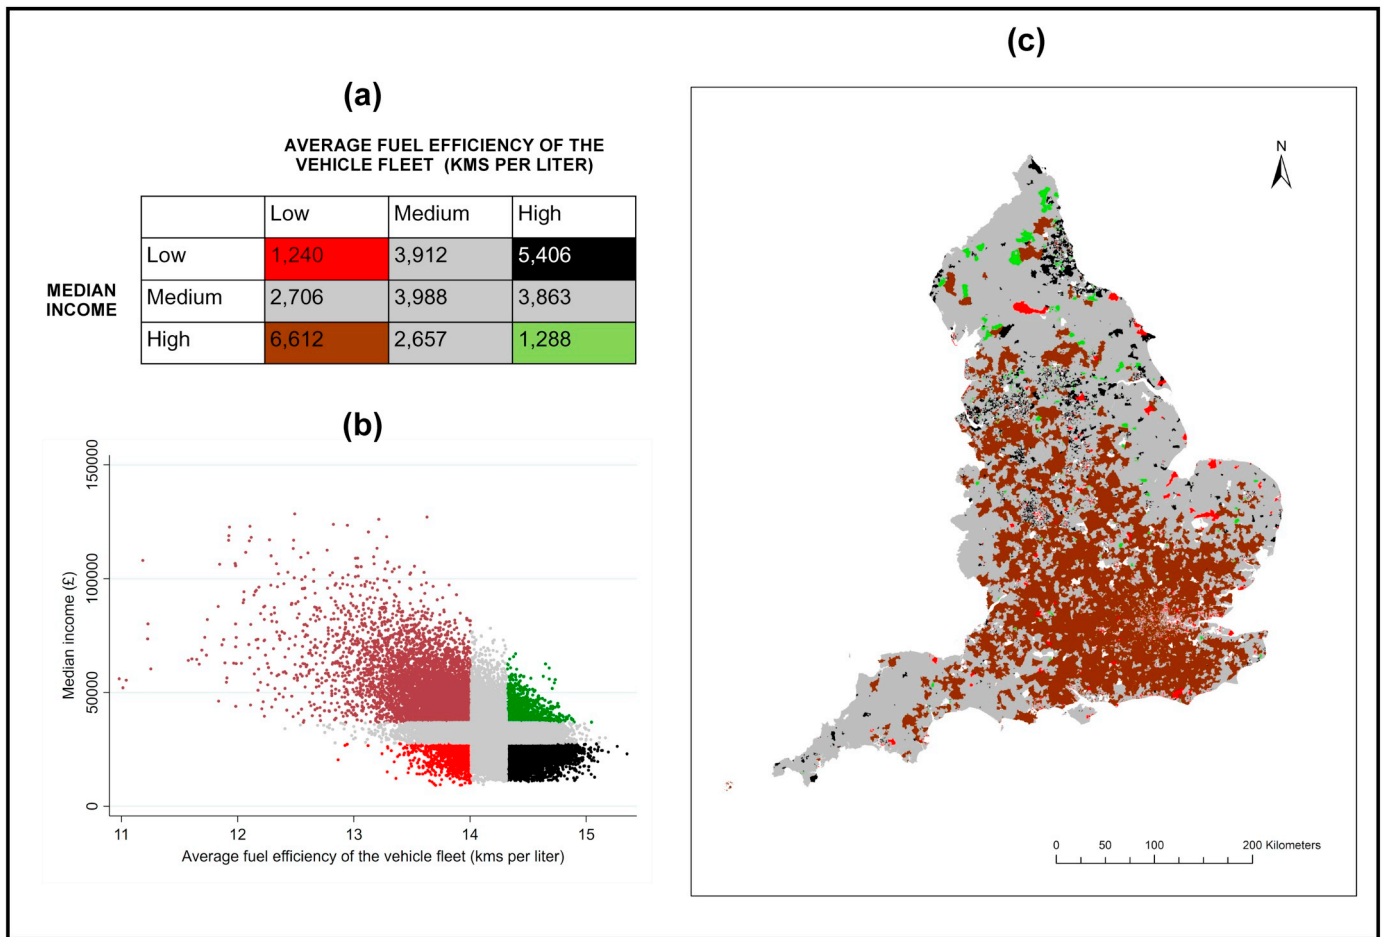 (a)
AVERAGE FUEL EFFICIENCY OF THE
VEHICLE FLEET (KMS PER LITER)
Low Medium High
Low 1,240 3,912 5,406
MEDIAN
INCOME
Medium 2,706 3,988 3,863
High 6,612 2,657 1,288
(b)
Median income (£)
150000
100000
50000
0
11 12 13 14 15
Average fuel efficiency of the vehicle fleet (kms per liter)
(c)
N
0 50 100 200 Kilometers